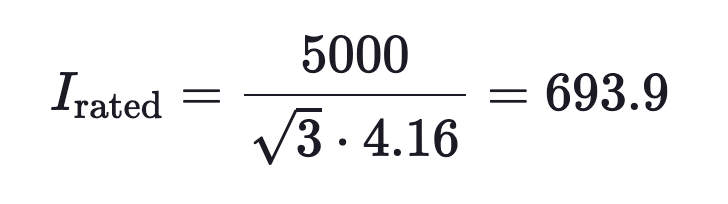 I_rated = 5000 / (√3 · 4.16) = 693.9